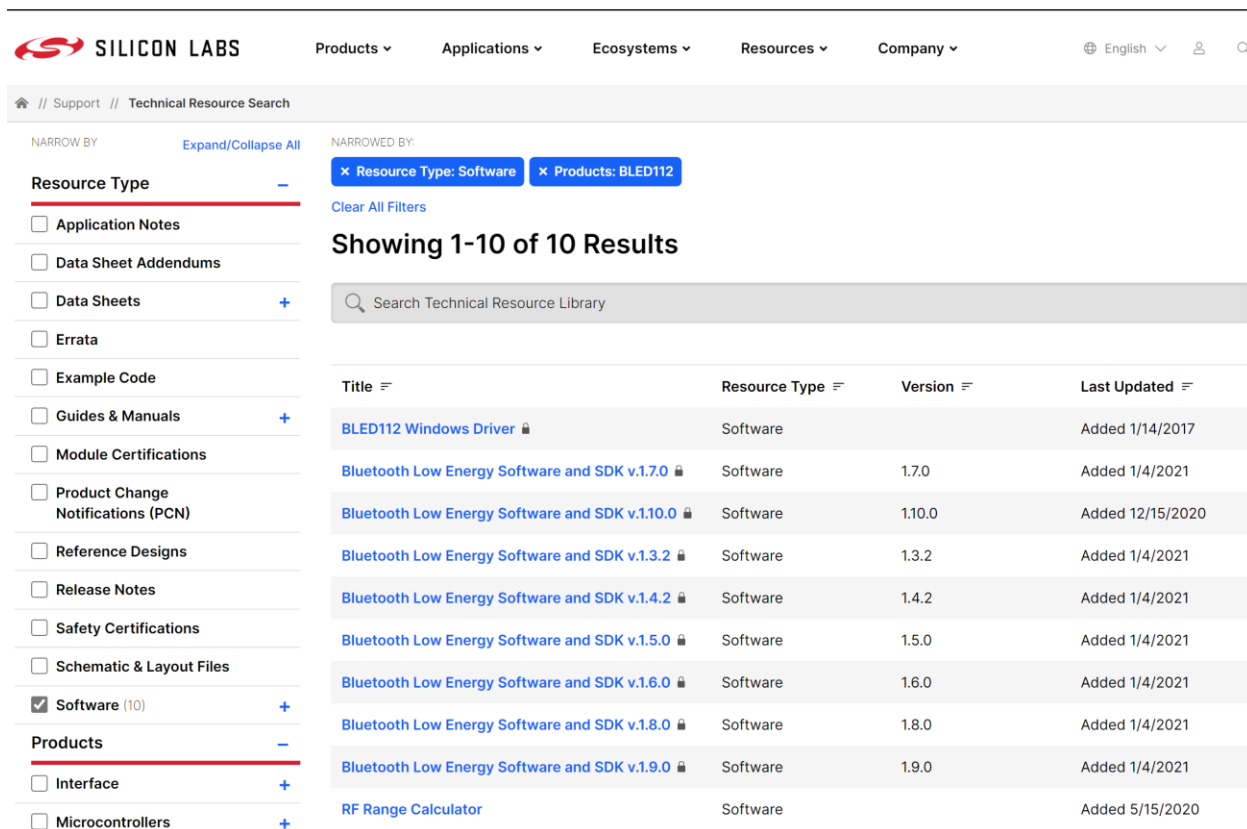 SILICON LABS Products Applications Ecosystems Resources Company English
// Support // Technical Resource Search
NARROW BY Expand/Collapse All
Resource Type
Application Notes
Data Sheet Addendums
Data Sheets
Errata
Example Code
Guides & Manuals
Module Certifications
Product Change
Notifications (PCN)
Reference Designs
Release Notes
Safety Certifications
Schematic & Layout Files
Software (10)
Products
Interface
Microcontrollers
NARROWED BY:
× Resource Type: Software × Products: BLED112
Clear All Filters
Showing 1-10 of 10 Results
Search Technical Resource Library
Title Resource Type Version Last Updated
BLED112 Windows Driver Software Added 1/14/2017
Bluetooth Low Energy Software and SDK v.1.7.0 Software 1.7.0 Added 1/4/2021
Bluetooth Low Energy Software and SDK v.1.10.0 Software 1.10.0 Added 12/15/2020
Bluetooth Low Energy Software and SDK v.1.3.2 Software 1.3.2 Added 1/4/2021
Bluetooth Low Energy Software and SDK v.1.4.2 Software 1.4.2 Added 1/4/2021
Bluetooth Low Energy Software and SDK v.1.5.0 Software 1.5.0 Added 1/4/2021
Bluetooth Low Energy Software and SDK v.1.6.0 Software 1.6.0 Added 1/4/2021
Bluetooth Low Energy Software and SDK v.1.8.0 Software 1.8.0 Added 1/4/2021
Bluetooth Low Energy Software and SDK v.1.9.0 Software 1.9.0 Added 1/4/2021
RF Range Calculator Software Added 5/15/2020